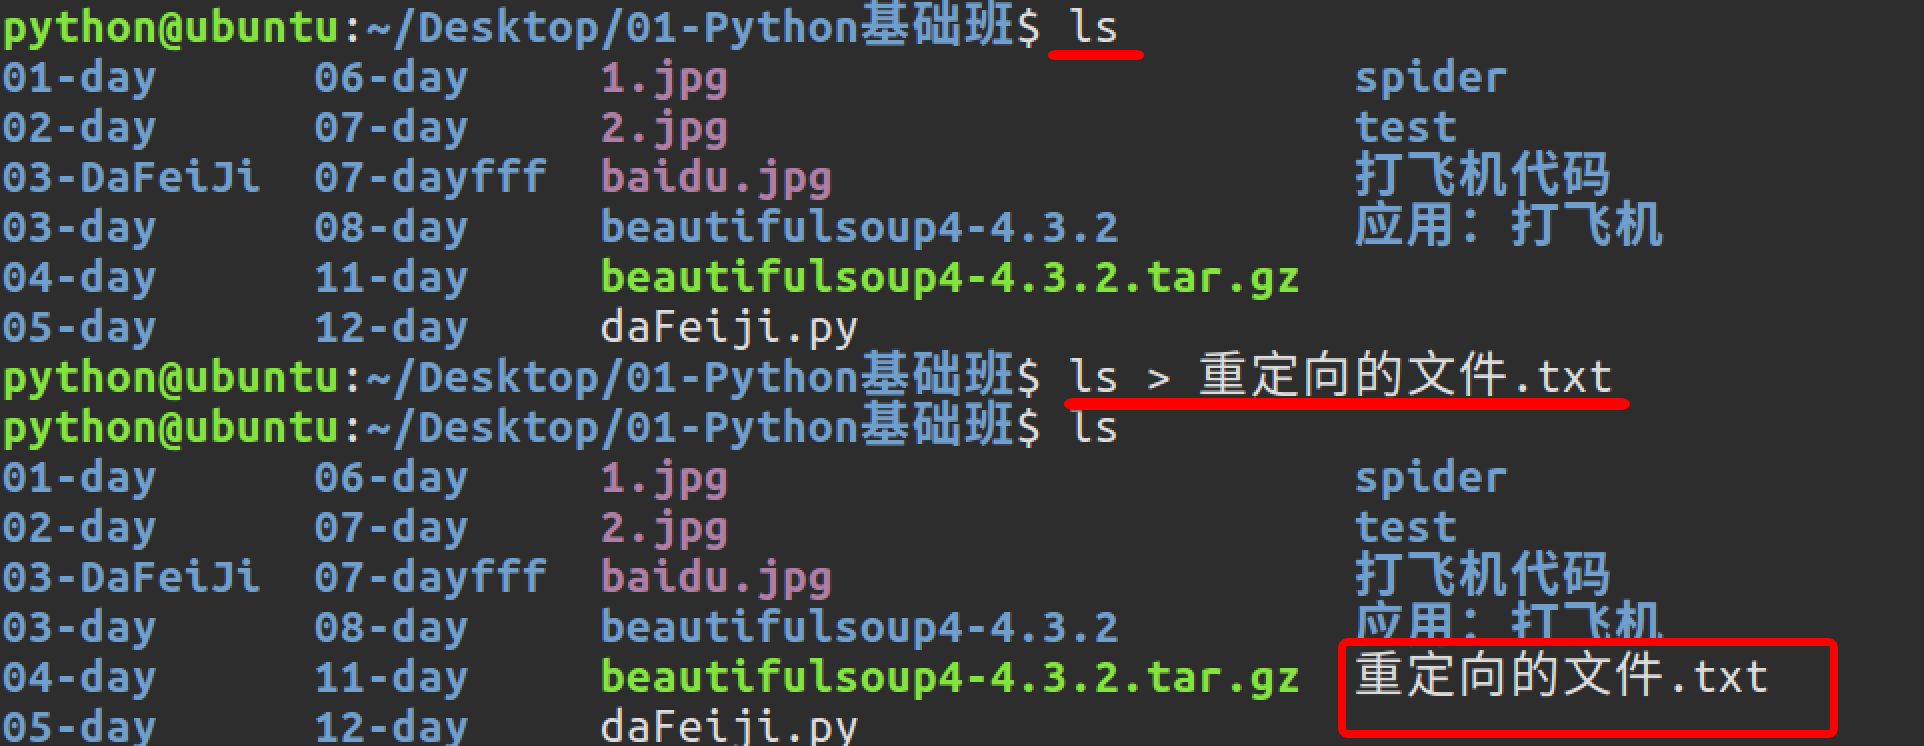 python@ubuntu:~/Desktop/01-Python基础班$ ls
01-day 06-day 1.jpg spider
02-day 07-day 2.jpg test
03-DaFeiJi 07-dayfff baidu.jpg 打飞机代码
03-day 08-day beautifulsoup4-4.3.2 应用：打飞机
04-day 11-day beautifulsoup4-4.3.2.tar.gz
05-day 12-day daFeiji.py
python@ubuntu:~/Desktop/01-Python基础班$ ls > 重定向的文件.txt
python@ubuntu:~/Desktop/01-Python基础班$ ls
01-day 06-day 1.jpg spider
02-day 07-day 2.jpg test
03-DaFeiJi 07-dayfff baidu.jpg 打飞机代码
03-day 08-day beautifulsoup4-4.3.2 应用：打飞机
04-day 11-day beautifulsoup4-4.3.2.tar.gz 重定向的文件.txt
05-day 12-day daFeiji.py